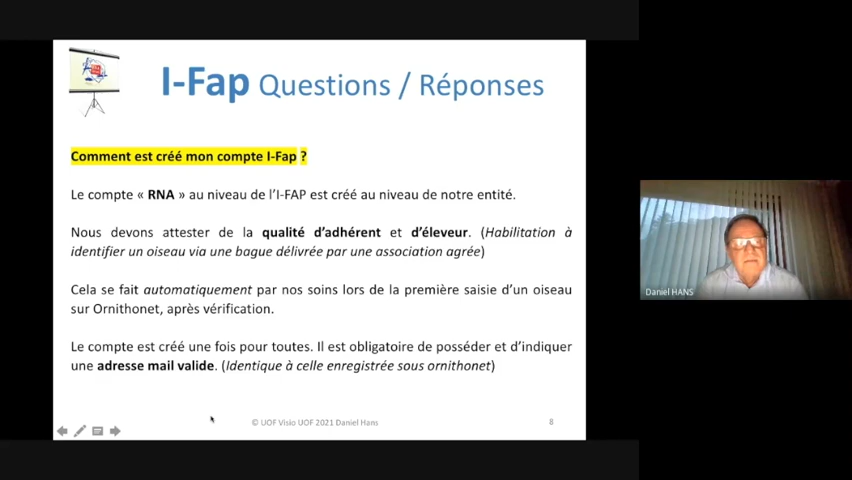 I-Fap Questions / Réponses
Comment est créé mon compte I-Fap ?
Le compte « RNA » au niveau de l’I-FAP est créé au niveau de notre entité.
Nous devons attester de la qualité d’adhérent et d’éleveur. (Habilitation à
identifier un oiseau via une bague délivrée par une association agrée)
Cela se fait automatiquement par nos soins lors de la première saisie d’un oiseau
sur Ornithonet, après vérification.
Le compte est créé une fois pour toutes. Il est obligatoire de posséder et d’indiquer
une adresse mail valide. (Identique à celle enregistrée sous ornithonet)
© UOF Visio UOF 2021 Daniel Hans
8
Daniel HANS